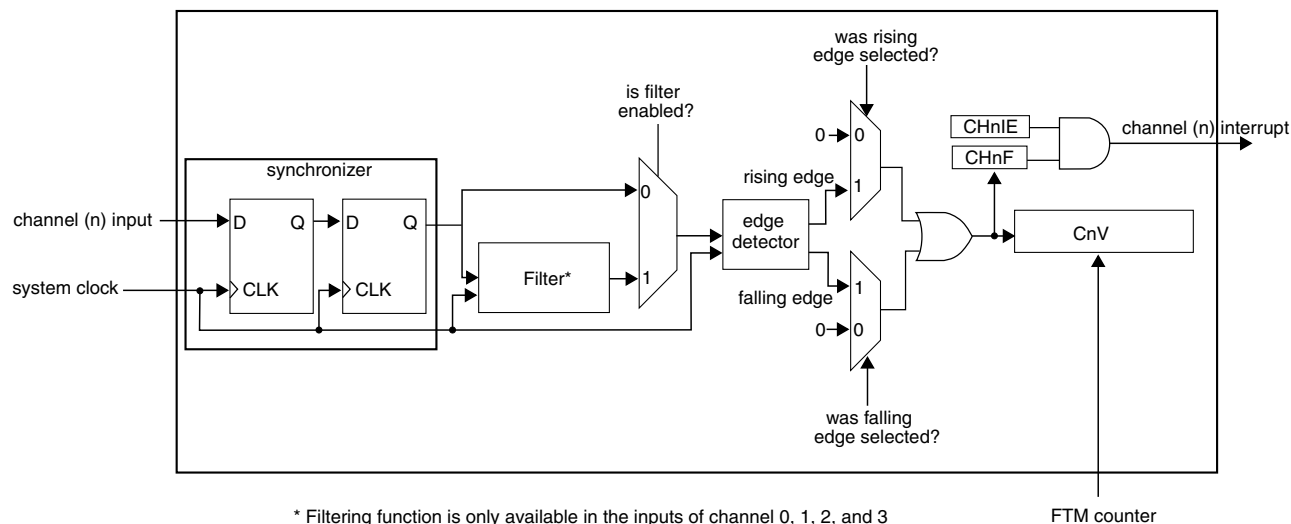 was rising
edge selected?
is filter
enabled?
0
0
CHnIE
channel (n) interrupt
CHnF
synchronizer
rising edge
1
0
channel (n) input
D
Q
D
Q
edge
detector
CnV
Filter*
1
system clock
CLK
CLK
1
falling edge
0
0
was falling
edge selected?
* Filtering function is only available in the inputs of channel 0, 1, 2, and 3
FTM counter